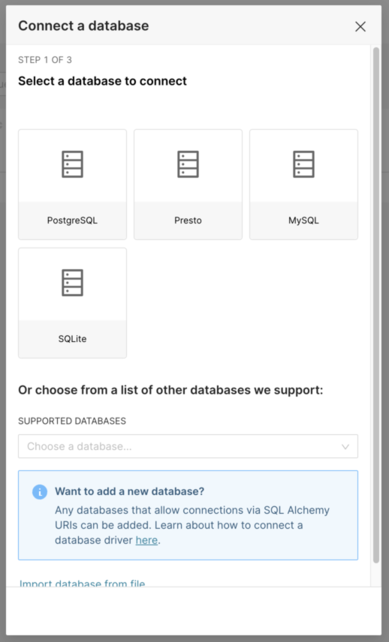 Connect a database
STEP 1 OF 3
Select a database to connect
PostgreSQL
Presto
MySQL
SQLite
Or choose from a list of other databases we support:
SUPPORTED DATABASES
Choose a database...
Want to add a new database?
Any databases that allow connections via SQL Alchemy
URIs can be added. Learn about how to connect a
database driver here.
Import database from file